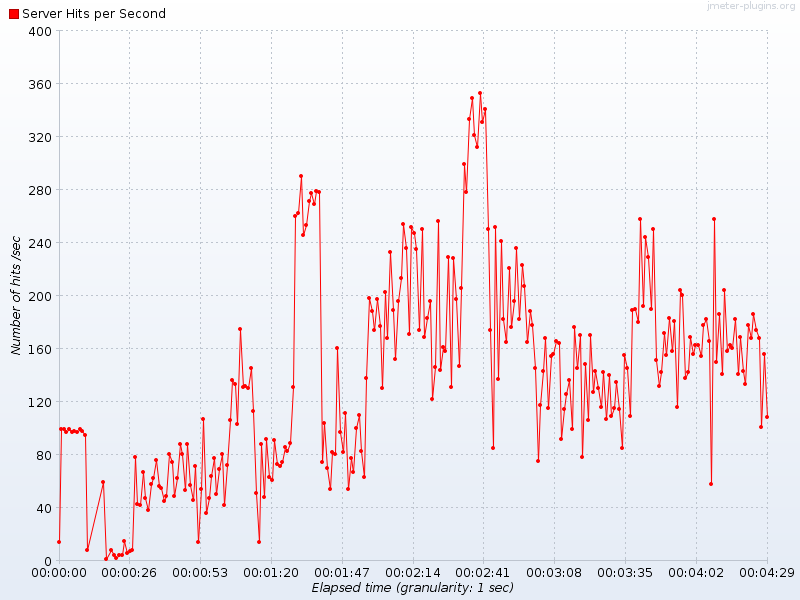 jmeter-plugins.org
Server Hits per Second
400
360
320
280
240
200
160
120
80
40
0
Number of hits /sec
00:00:00 00:00:26 00:00:53 00:01:20 00:01:47 00:02:14 00:02:41 00:03:08 00:03:35 00:04:02 00:04:29
Elapsed time (granularity: 1 sec)